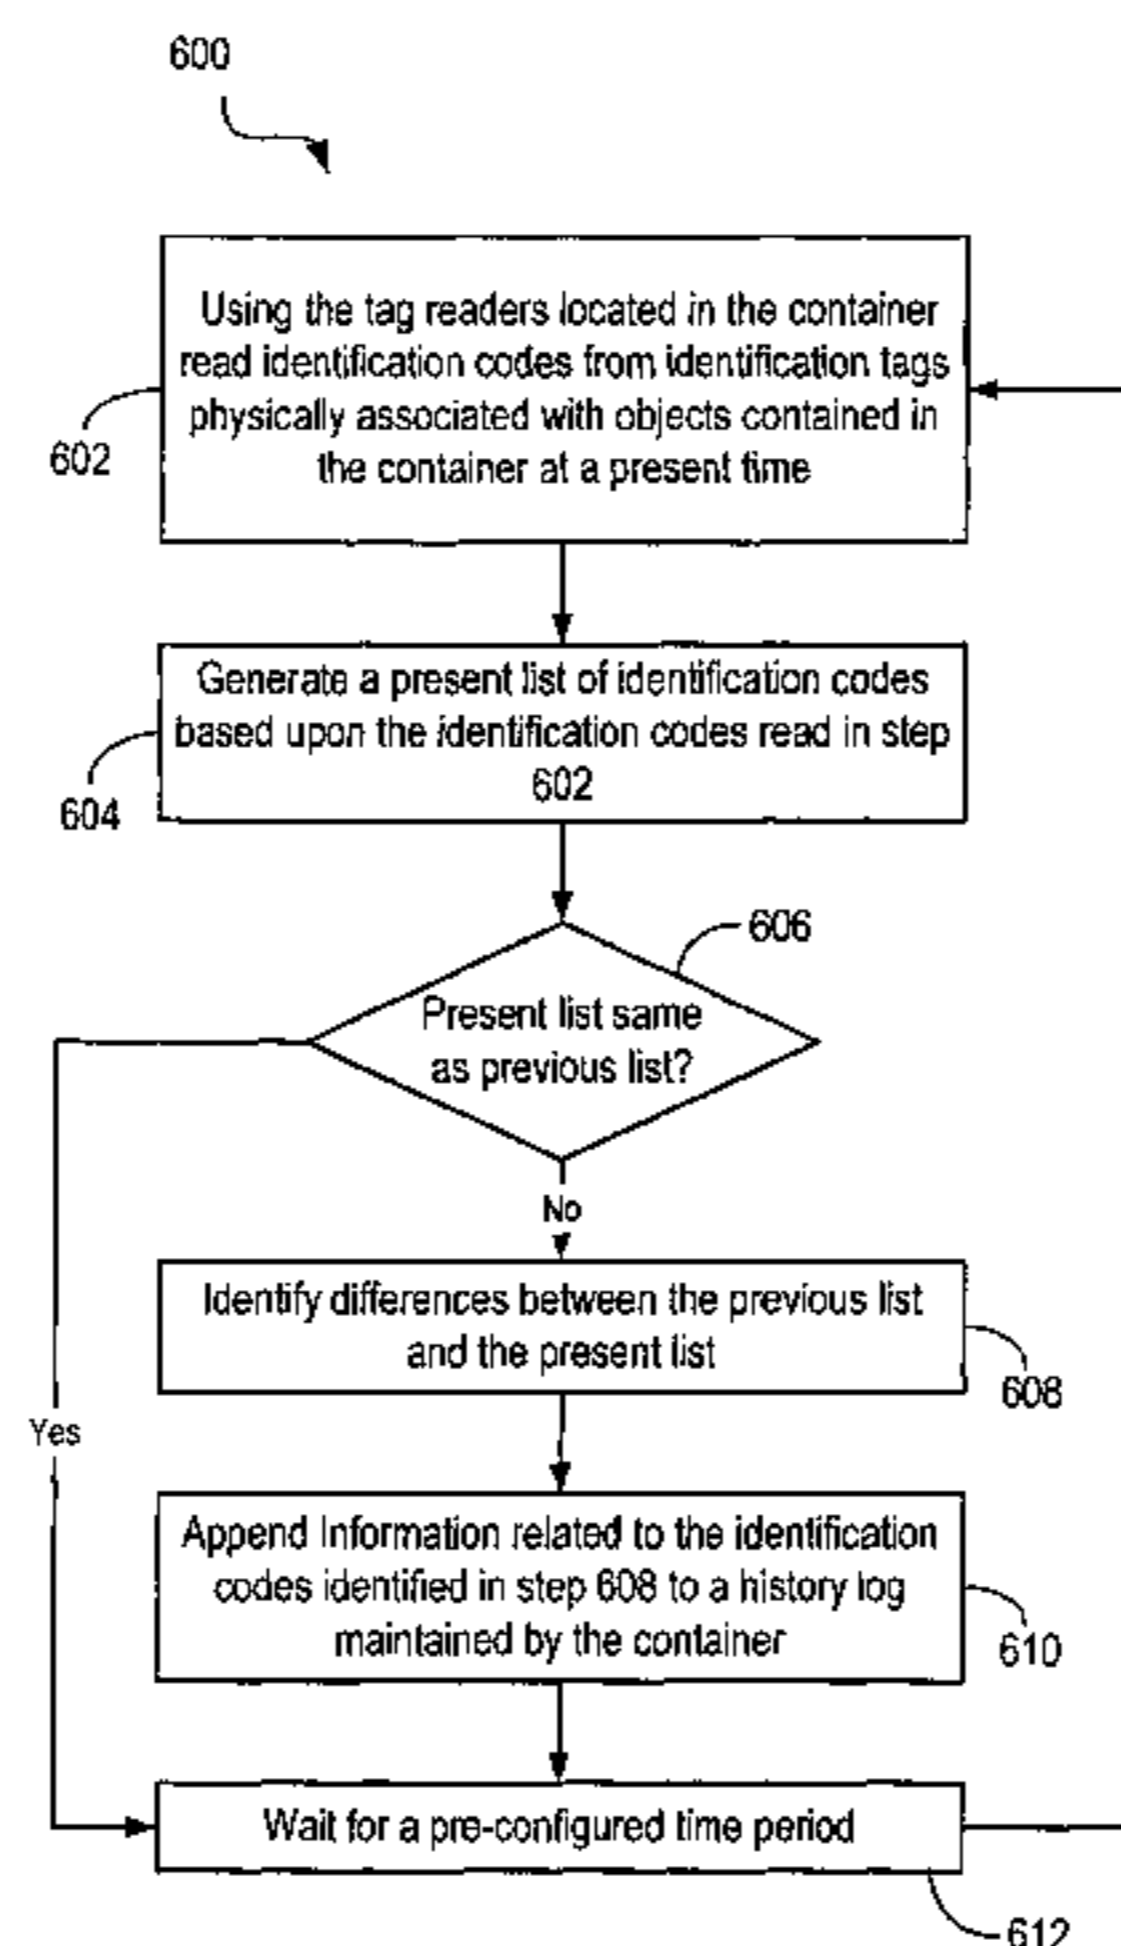 600
Using the tag readers located in the container
read identification codes from identification tags
physically associated with objects contained in
the container at a present time
602
Generate a present list of identification codes
based upon the identification codes read in step
602
604
606
Present list same
as previous list?
No
Identify differences between the previous list
and the present list
608
Yes
Append Information related to the identification
codes identified in step 608 to a history log
maintained by the container
610
Wait for a pre-configured time period
612